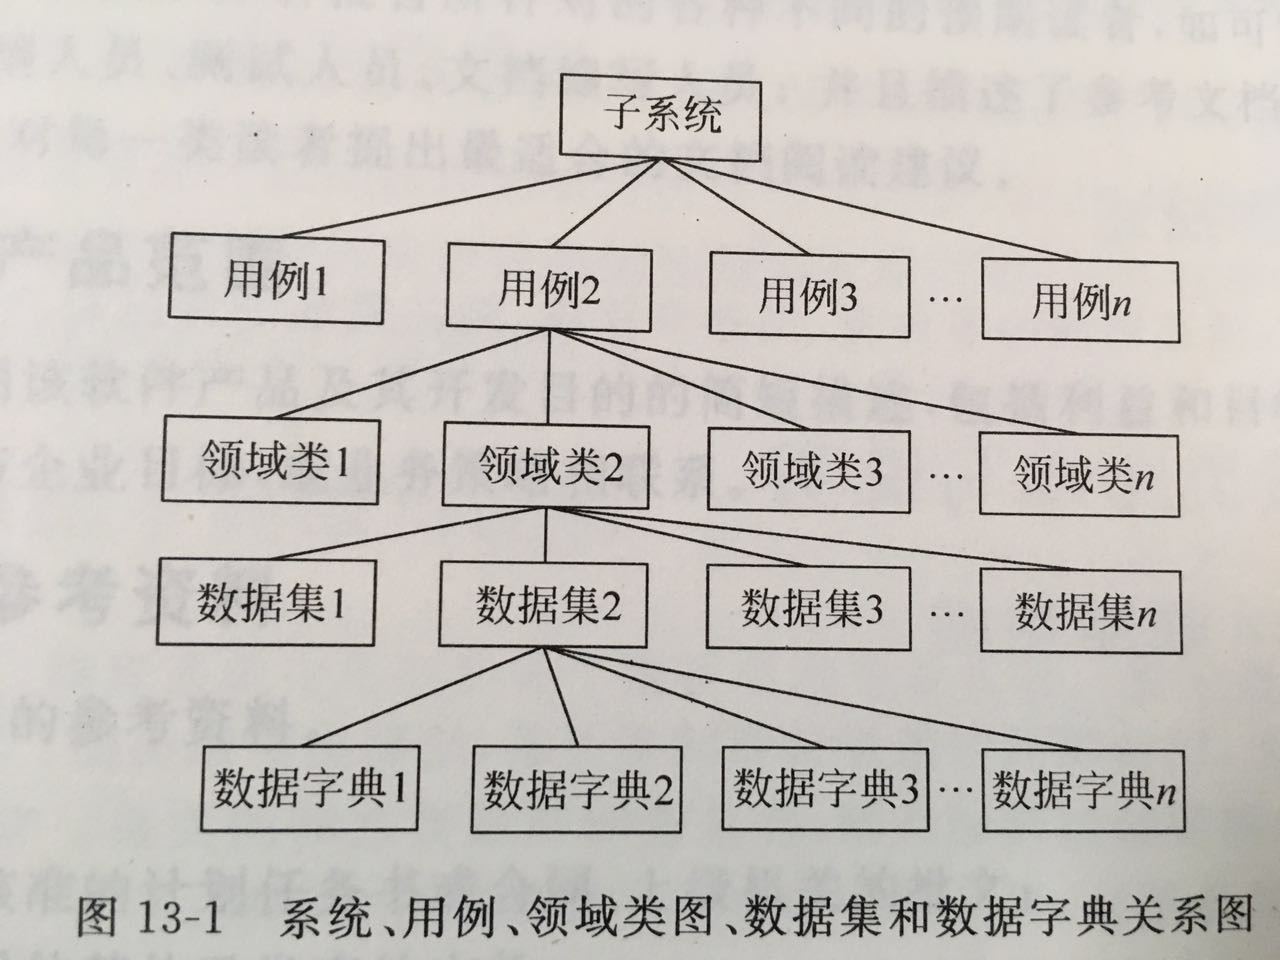 子系统
用例1 用例2 用例3 … 用例n
领域类1 领域类2 领域类3 … 领域类n
数据集1 数据集2 数据集3 … 数据集n
数据字典1 数据字典2 数据字典3 … 数据字典n
图 13-1 系统、用例、领域类图、数据集和数据字典关系图